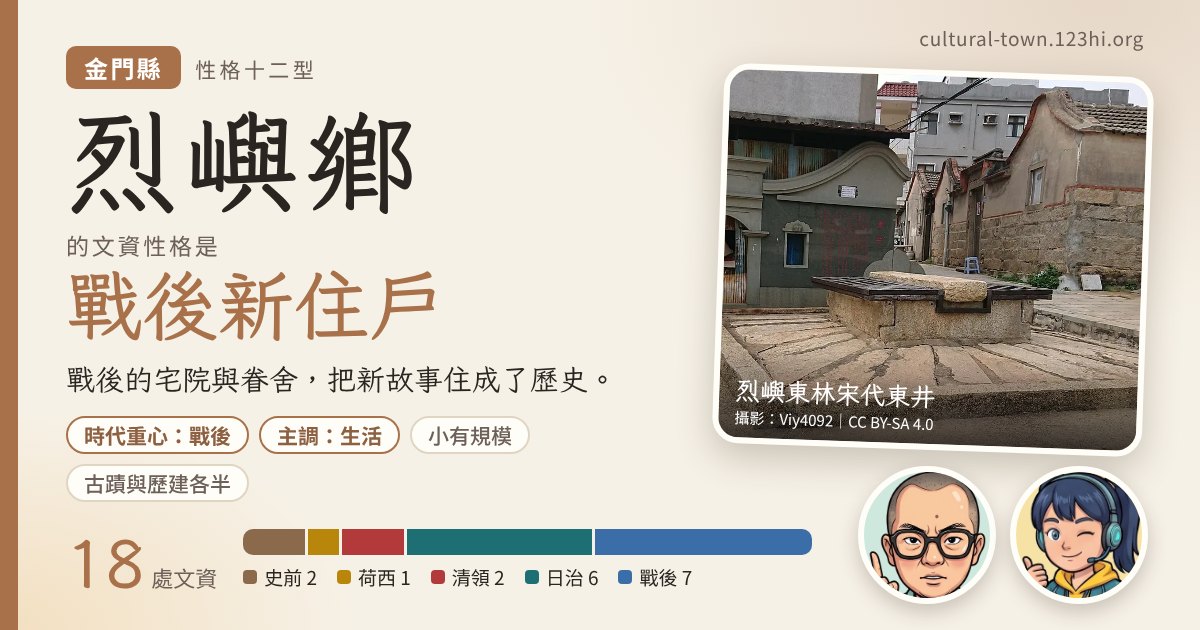 cultural-town.123hi.org
金門縣 性格十二型
烈嶼鄉
的文資性格是
戰後新住戶
戰後的宅院與眷舍，把新故事住成了歷史。
時代重心：戰後 主調：生活 小有規模
古蹟與歷建各半
烈嶼東林宋代東井
攝影：Viy4092｜CC BY-SA 4.0
18 處文資
史前 2 荷西 1 清領 2 日治 6 戰後 7